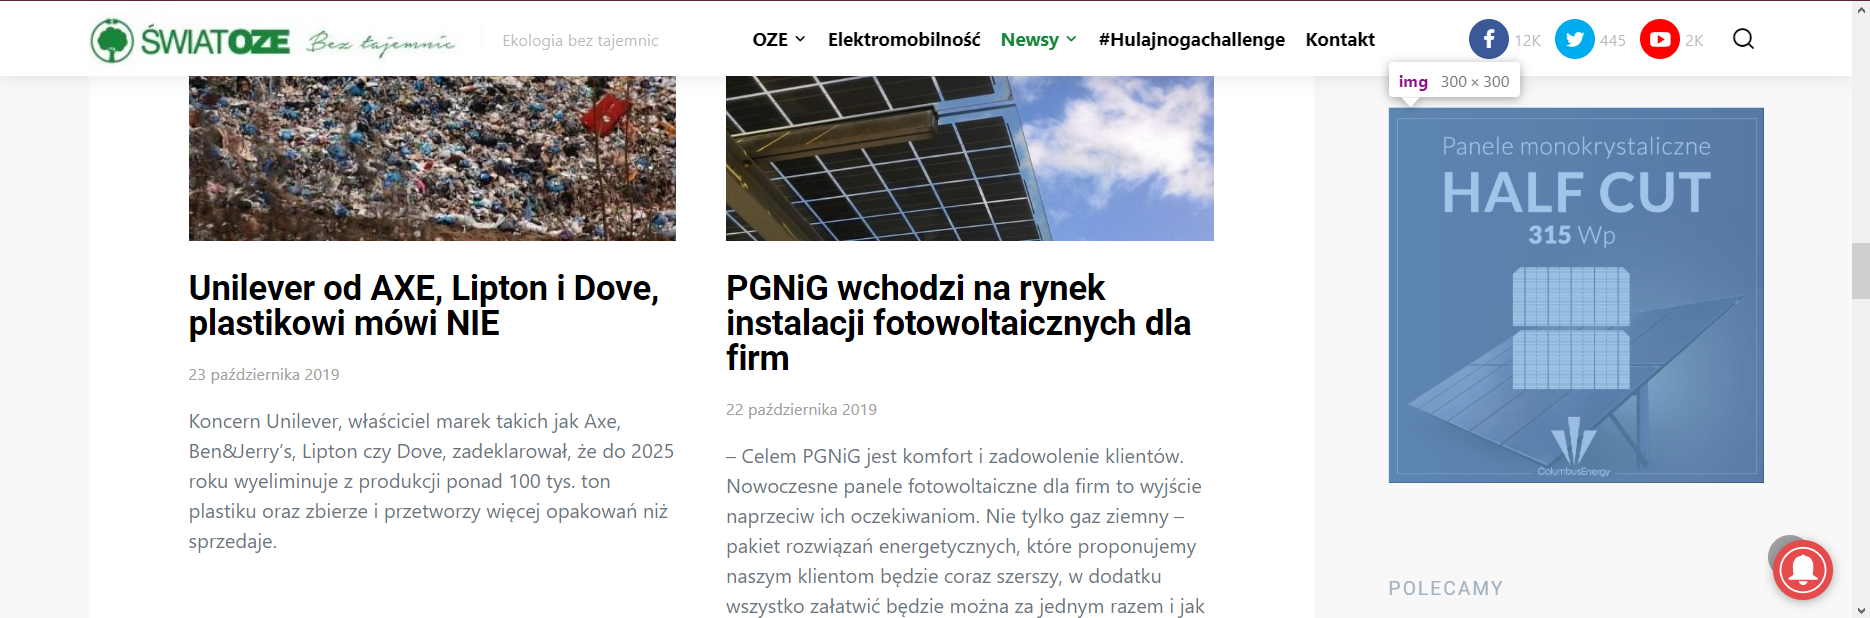 ŚWIATOZE Bez tajemnic
Ekologia bez tajemnic
OZE
Elektromobilność
Newsy
#Hulajnogachallenge
Kontakt
12K
445
2K
Unilever od AXE, Lipton i Dove,
plastikowi mówi NIE
23 października 2019
Koncern Unilever, właściciel marek takich jak Axe,
Ben&Jerry’s, Lipton czy Dove, zadeklarował, że do 2025
roku wyeliminuje z produkcji ponad 100 tys. ton
plastiku oraz zbierze i przetworzy więcej opakowań niż
sprzedaje.
PGNiG wchodzi na rynek
instalacji fotowoltaicznych dla
firm
22 października 2019
– Celem PGNiG jest komfort i zadowolenie klientów.
Nowoczesne panele fotowoltaiczne dla firm to wyjście
naprzeciw ich oczekiwaniom. Nie tylko gaz ziemny –
pakiet rozwiązań energetycznych, które proponujemy
naszym klientom będzie coraz szerszy, w dodatku
wszystko załatwić będzie można za jednym razem i jak
img 300 × 300
Panele monokrystaliczne
HALF CUT
315 Wp
ColumbusEnergy
POLECAMY